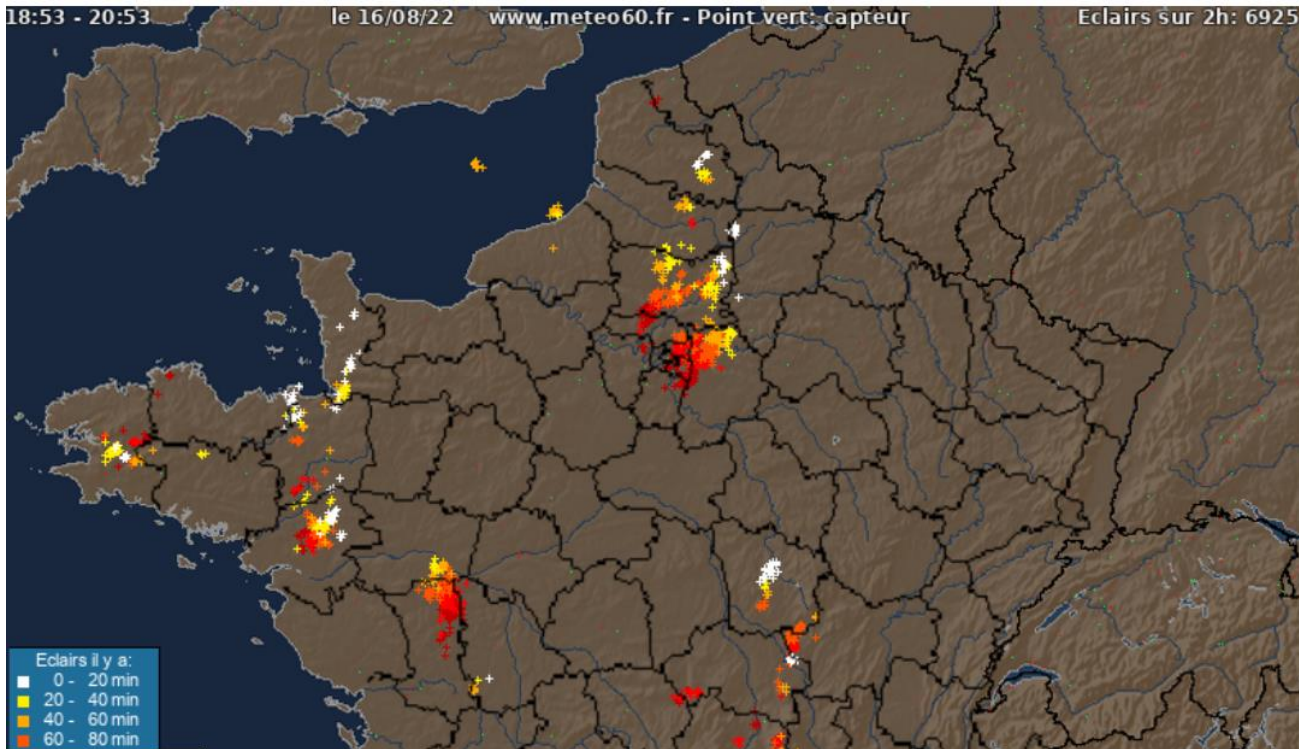 18:53 - 20:53 le 16/08/22 www.meteo60.fr - Point vert: capteur Eclairs sur 2h: 6925
Eclairs il y a:
0 - 20 min
20 - 40 min
40 - 60 min
60 - 80 min